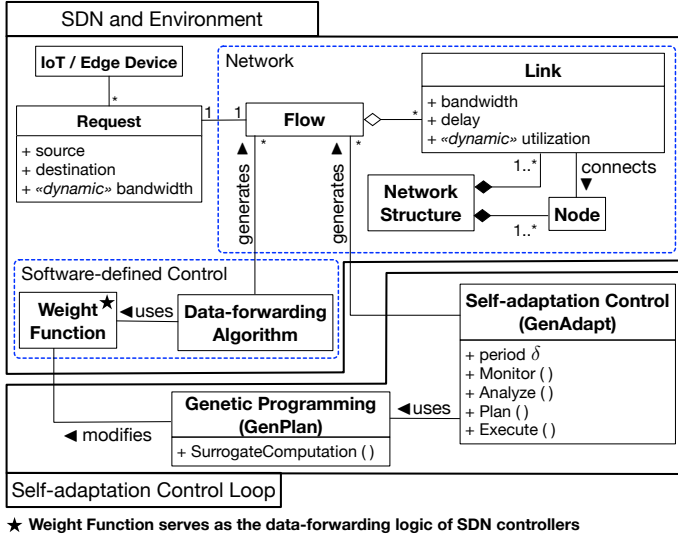 SDN and Environment
IoT / Edge Device
*
Request
+ source
+ destination
+ «dynamic» bandwidth
1
1
Network
Flow
*
*
*
Link
+ bandwidth
+ delay
+ «dynamic» utilization
1..*
connects
Network
Structure
Node
1..*
generates
generates
Software-defined Control
Weight★
Function
uses
Data-forwarding
Algorithm
Self-adaptation Control
(GenAdapt)
+ period δ
+ Monitor ( )
+ Analyze ( )
+ Plan ( )
+ Execute ( )
uses
Genetic Programming
(GenPlan)
+ SurrogateComputation ( )
modifies
Self-adaptation Control Loop
★ Weight Function serves as the data-forwarding logic of SDN controllers